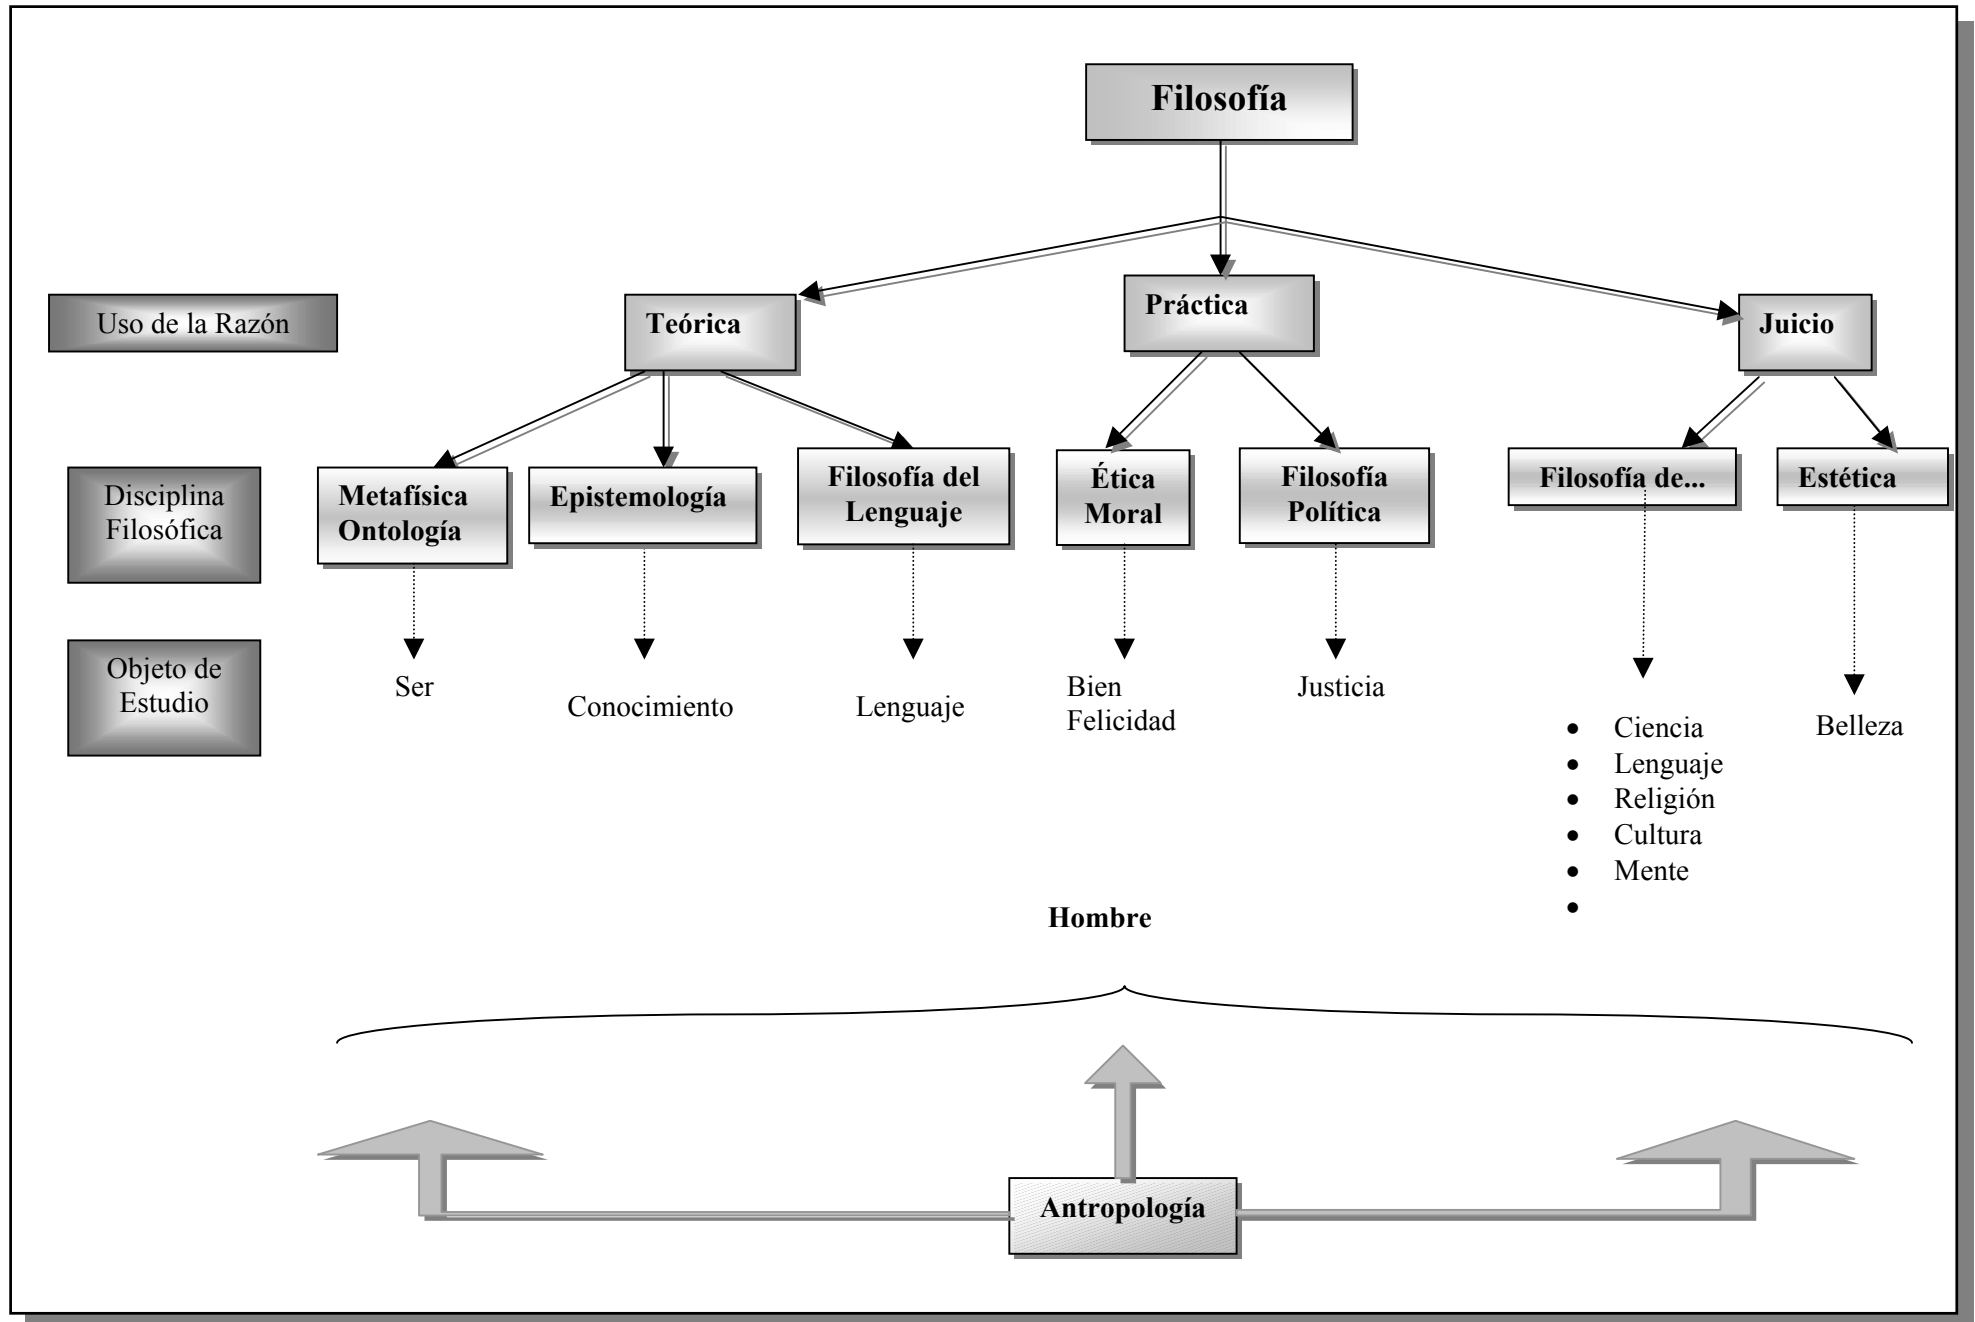 Filosofía
Uso de la Razón
Teórica
Práctica
Juicio
Disciplina
Filosófica
Metafísica
Ontología
Epistemología
Filosofía del
Lenguaje
Ética
Moral
Filosofía
Política
Filosofía de...
Estética
Objeto de
Estudio
Ser
Conocimiento
Lenguaje
Bien
Felicidad
Justicia
• Ciencia
• Lenguaje
• Religión
• Cultura
• Mente
•
Belleza
Hombre
Antropología